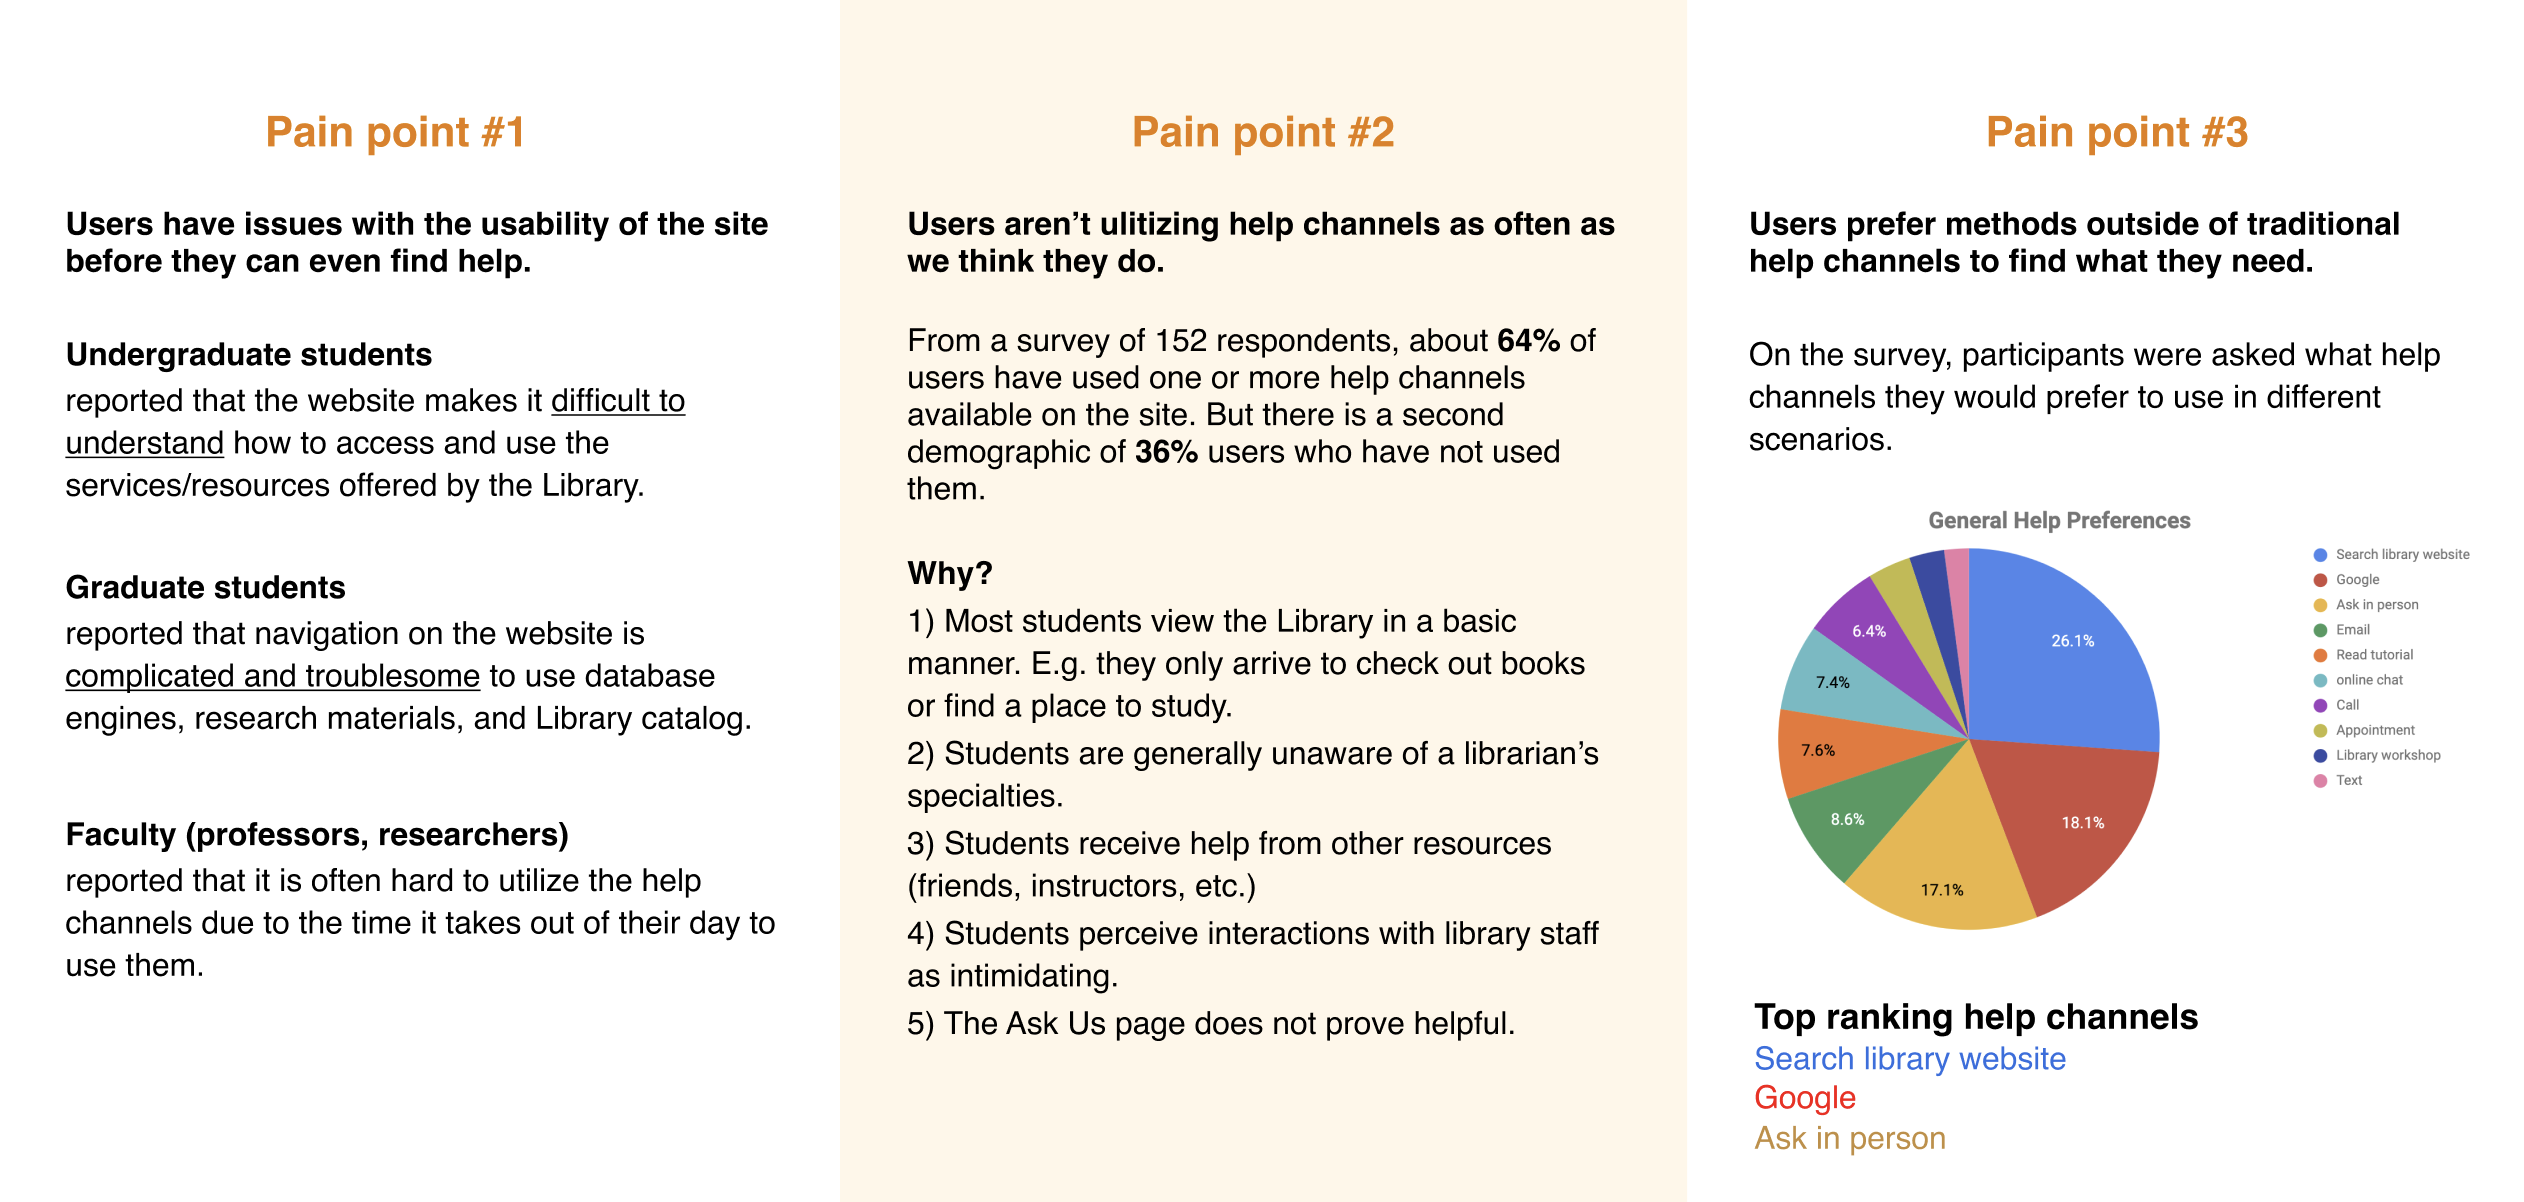 Pain point #1
Users have issues with the usability of the site
before they can even find help.
Undergraduate students
reported that the website makes it difficult to
understand how to access and use the
services/resources offered by the Library.
Graduate students
reported that navigation on the website is
complicated and troublesome to use database
engines, research materials, and Library catalog.
Faculty (professors, researchers)
reported that it is often hard to utilize the help
channels due to the time it takes out of their day to
use them.
Pain point #2
Users aren’t ulitizing help channels as often as
we think they do.
From a survey of 152 respondents, about 64% of
users have used one or more help channels
available on the site. But there is a second
demographic of 36% users who have not used
them.
Why?
1) Most students view the Library in a basic
manner. E.g. they only arrive to check out books
or find a place to study.
2) Students are generally unaware of a librarian’s
specialties.
3) Students receive help from other resources
(friends, instructors, etc.)
4) Students perceive interactions with library staff
as intimidating.
5) The Ask Us page does not prove helpful.
Pain point #3
Users prefer methods outside of traditional
help channels to find what they need.
On the survey, participants were asked what help
channels they would prefer to use in different
scenarios.
General Help Preferences
26.1%
18.1%
17.1%
8.6%
7.6%
7.4%
6.4%
Search library website
Google
Ask in person
Email
Read tutorial
online chat
Call
Appointment
Library workshop
Text
Top ranking help channels
Search library website
Google
Ask in person